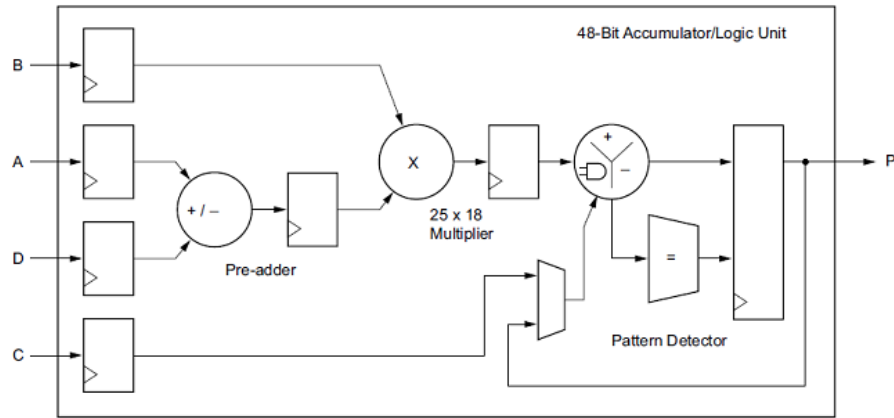 48-Bit Accumulator/Logic Unit
B
A
D
C
+ / −
Pre-adder
X
25 x 18
Multiplier
+
−
=
Pattern Detector
P